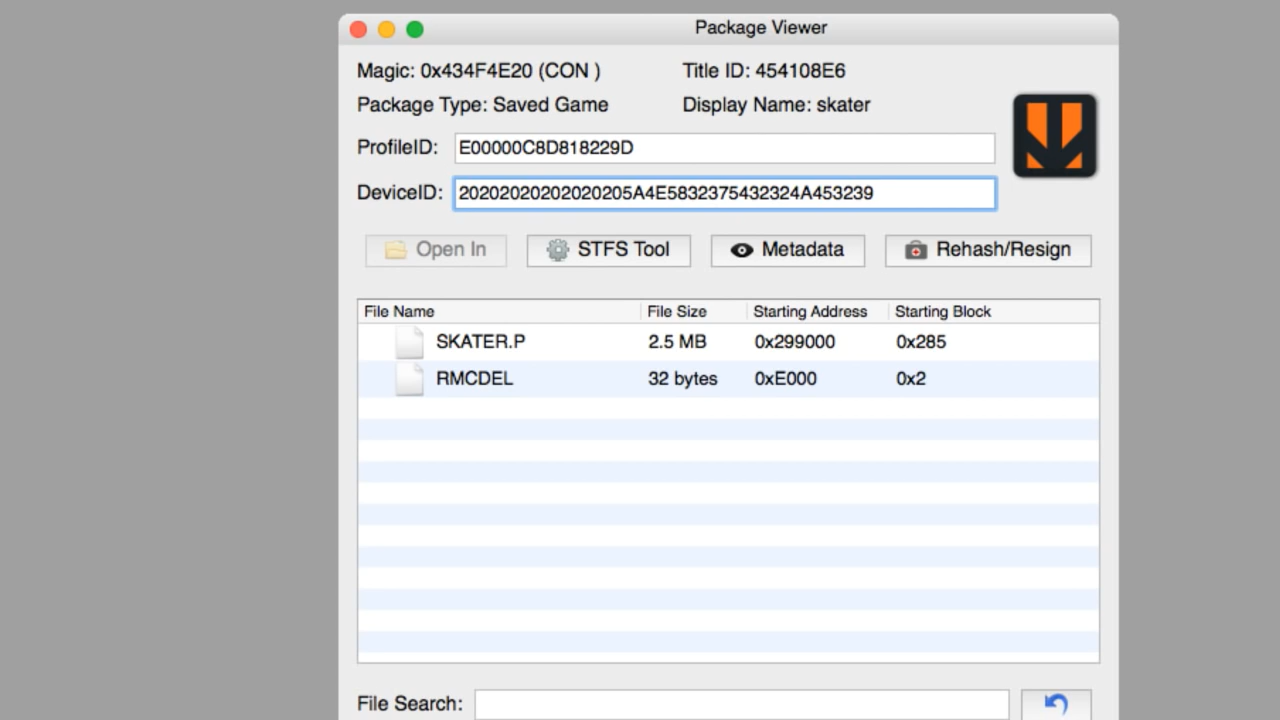 Package Viewer
Magic: 0x434F4E20 (CON )
Title ID: 454108E6
Package Type: Saved Game
Display Name: skater
ProfileID: E00000C8D818229D
DeviceID: 20202020202020205A4E5832375432324A453239
Open In
STFS Tool
Metadata
Rehash/Resign
File Name File Size Starting Address Starting Block
SKATER.P 2.5 MB 0x299000 0x285
RMCDEL 32 bytes 0xE000 0x2
File Search: